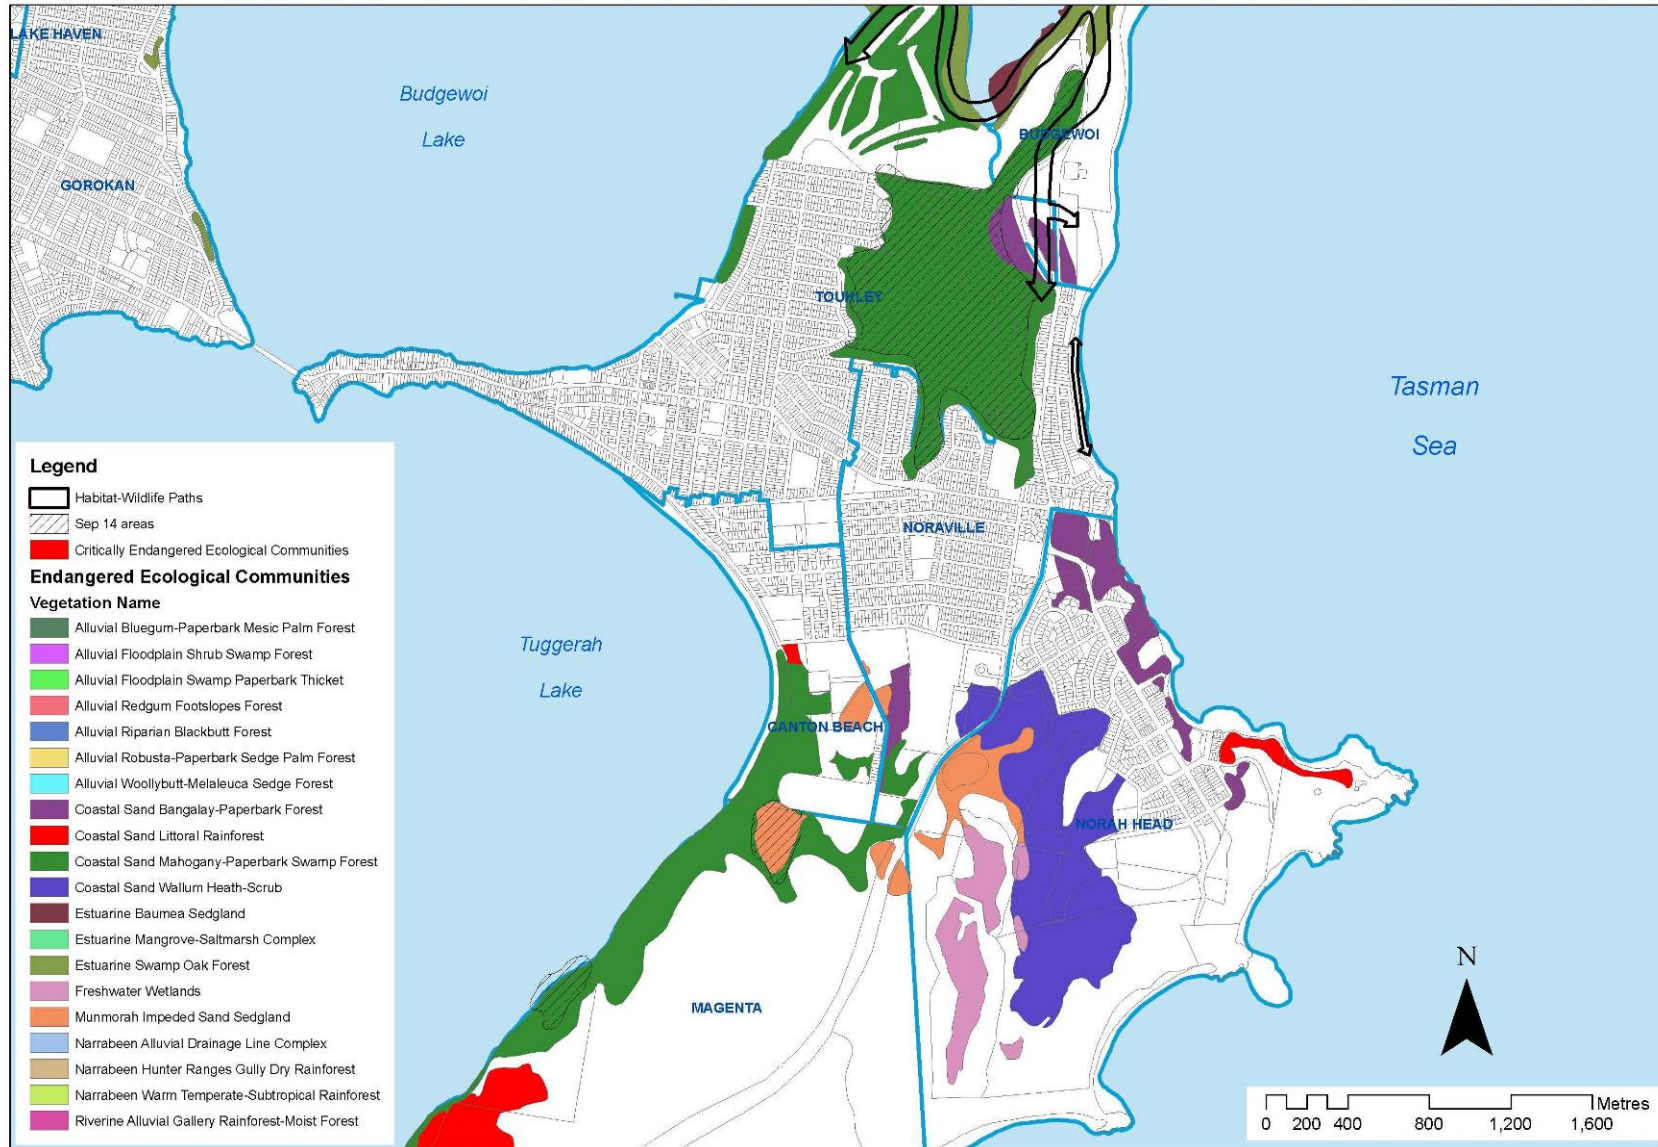 LAKE HAVEN
Budgewoi
Lake
BUDGEWOI
GOROKAN
TOUKLEY
Tasman
Sea
NORAVILLE
Tuggerah
Lake
CANTON BEACH
NORAH HEAD
MAGENTA
Legend
Habitat-Wildlife Paths
Sep 14 areas
Critically Endangered Ecological Communities
Endangered Ecological Communities
Vegetation Name
Alluvial Bluegum-Paperbark Mesic Palm Forest
Alluvial Floodplain Shrub Swamp Forest
Alluvial Floodplain Swamp Paperbark Thicket
Alluvial Redgum Footslopes Forest
Alluvial Riparian Blackbutt Forest
Alluvial Robusta-Paperbark Sedge Palm Forest
Alluvial Woollybutt-Melaleuca Sedge Forest
Coastal Sand Bangalay-Paperbark Forest
Coastal Sand Littoral Rainforest
Coastal Sand Mahogany-Paperbark Swamp Forest
Coastal Sand Wallum Heath-Scrub
Estuarine Baumea Sedgland
Estuarine Mangrove-Saltmarsh Complex
Estuarine Swamp Oak Forest
Freshwater Wetlands
Munmorah Impeded Sand Sedgland
Narrabeen Alluvial Drainage Line Complex
Narrabeen Hunter Ranges Gully Dry Rainforest
Narrabeen Warm Temperate-Subtropical Rainforest
Riverine Alluvial Gallery Rainforest-Moist Forest
N
Metres
0 200 400 800 1,200 1,600